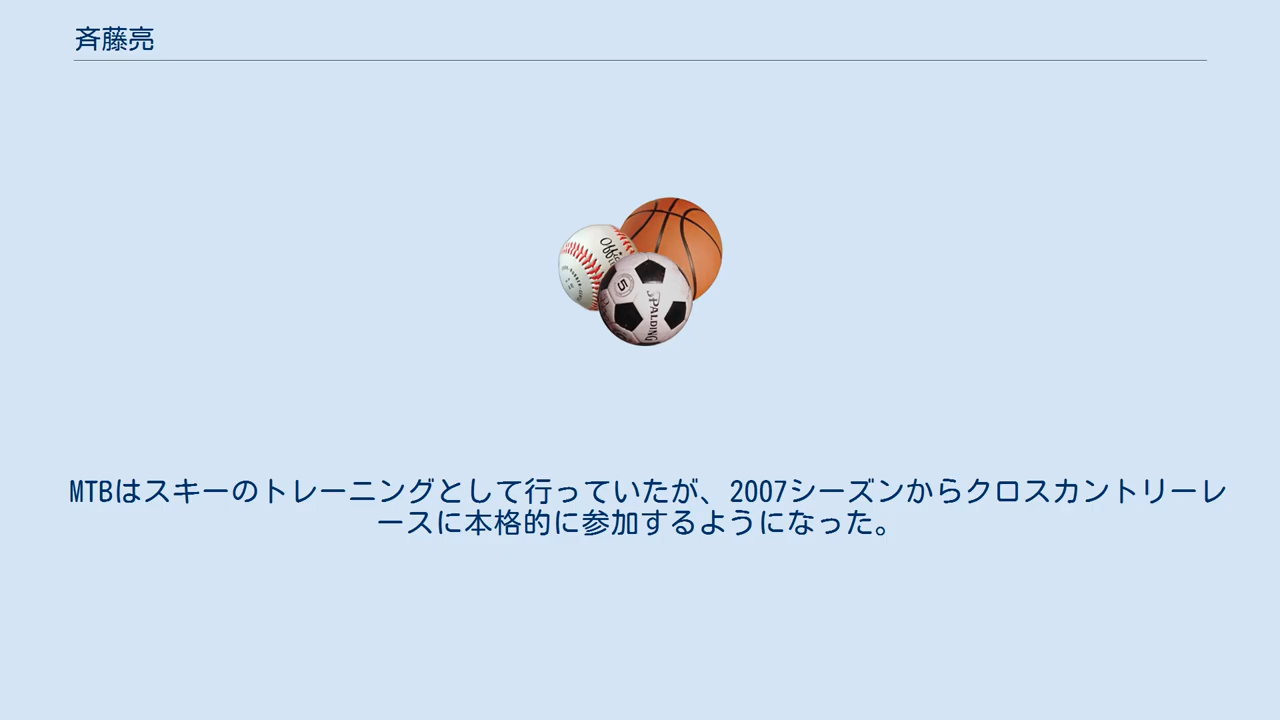 斉藤亮
Offi
5
SPALDING
MTBはスキーのトレーニングとして行っていたが、2007シーズンからクロスカントリーレ
ースに本格的に参加するようになった。